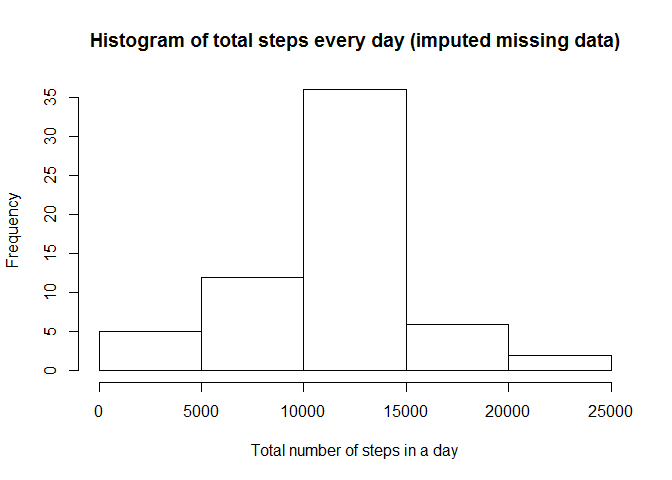 Histogram of total steps every day (imputed missing data)
Frequency
35
30
25
20
15
10
5
0
0 5000 10000 15000 20000 25000
Total number of steps in a day